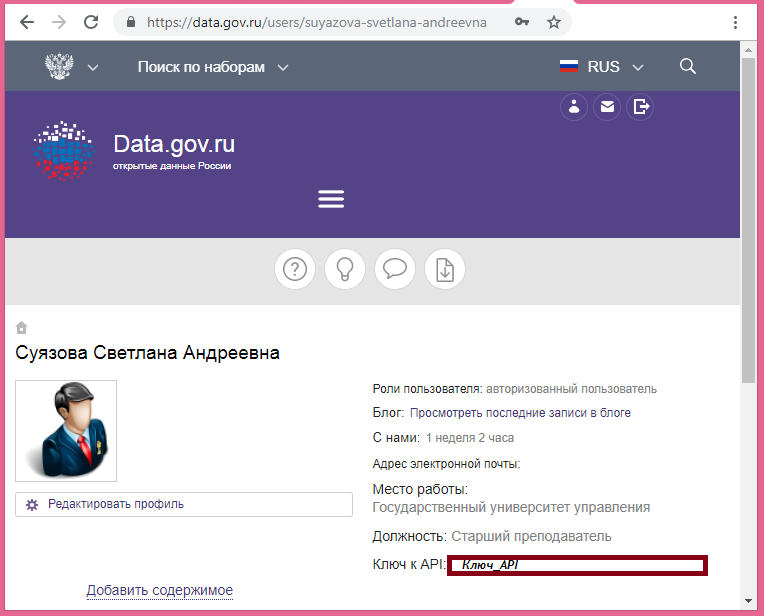 https://data.gov.ru/users/suyazova-svetlana-andreevna
Поиск по наборам
RUS
Data.gov.ru
открытые данные России
Суязова Светлана Андреевна
Роли пользователя: авторизованный пользователь
Блог: Просмотреть последние записи в блоге
С нами: 1 неделя 2 часа
Адрес электронной почты:
Место работы:
Государственный университет управления
Должность: Старший преподаватель
Ключ к API: Ключ_API
Редактировать профиль
Добавить содержимое